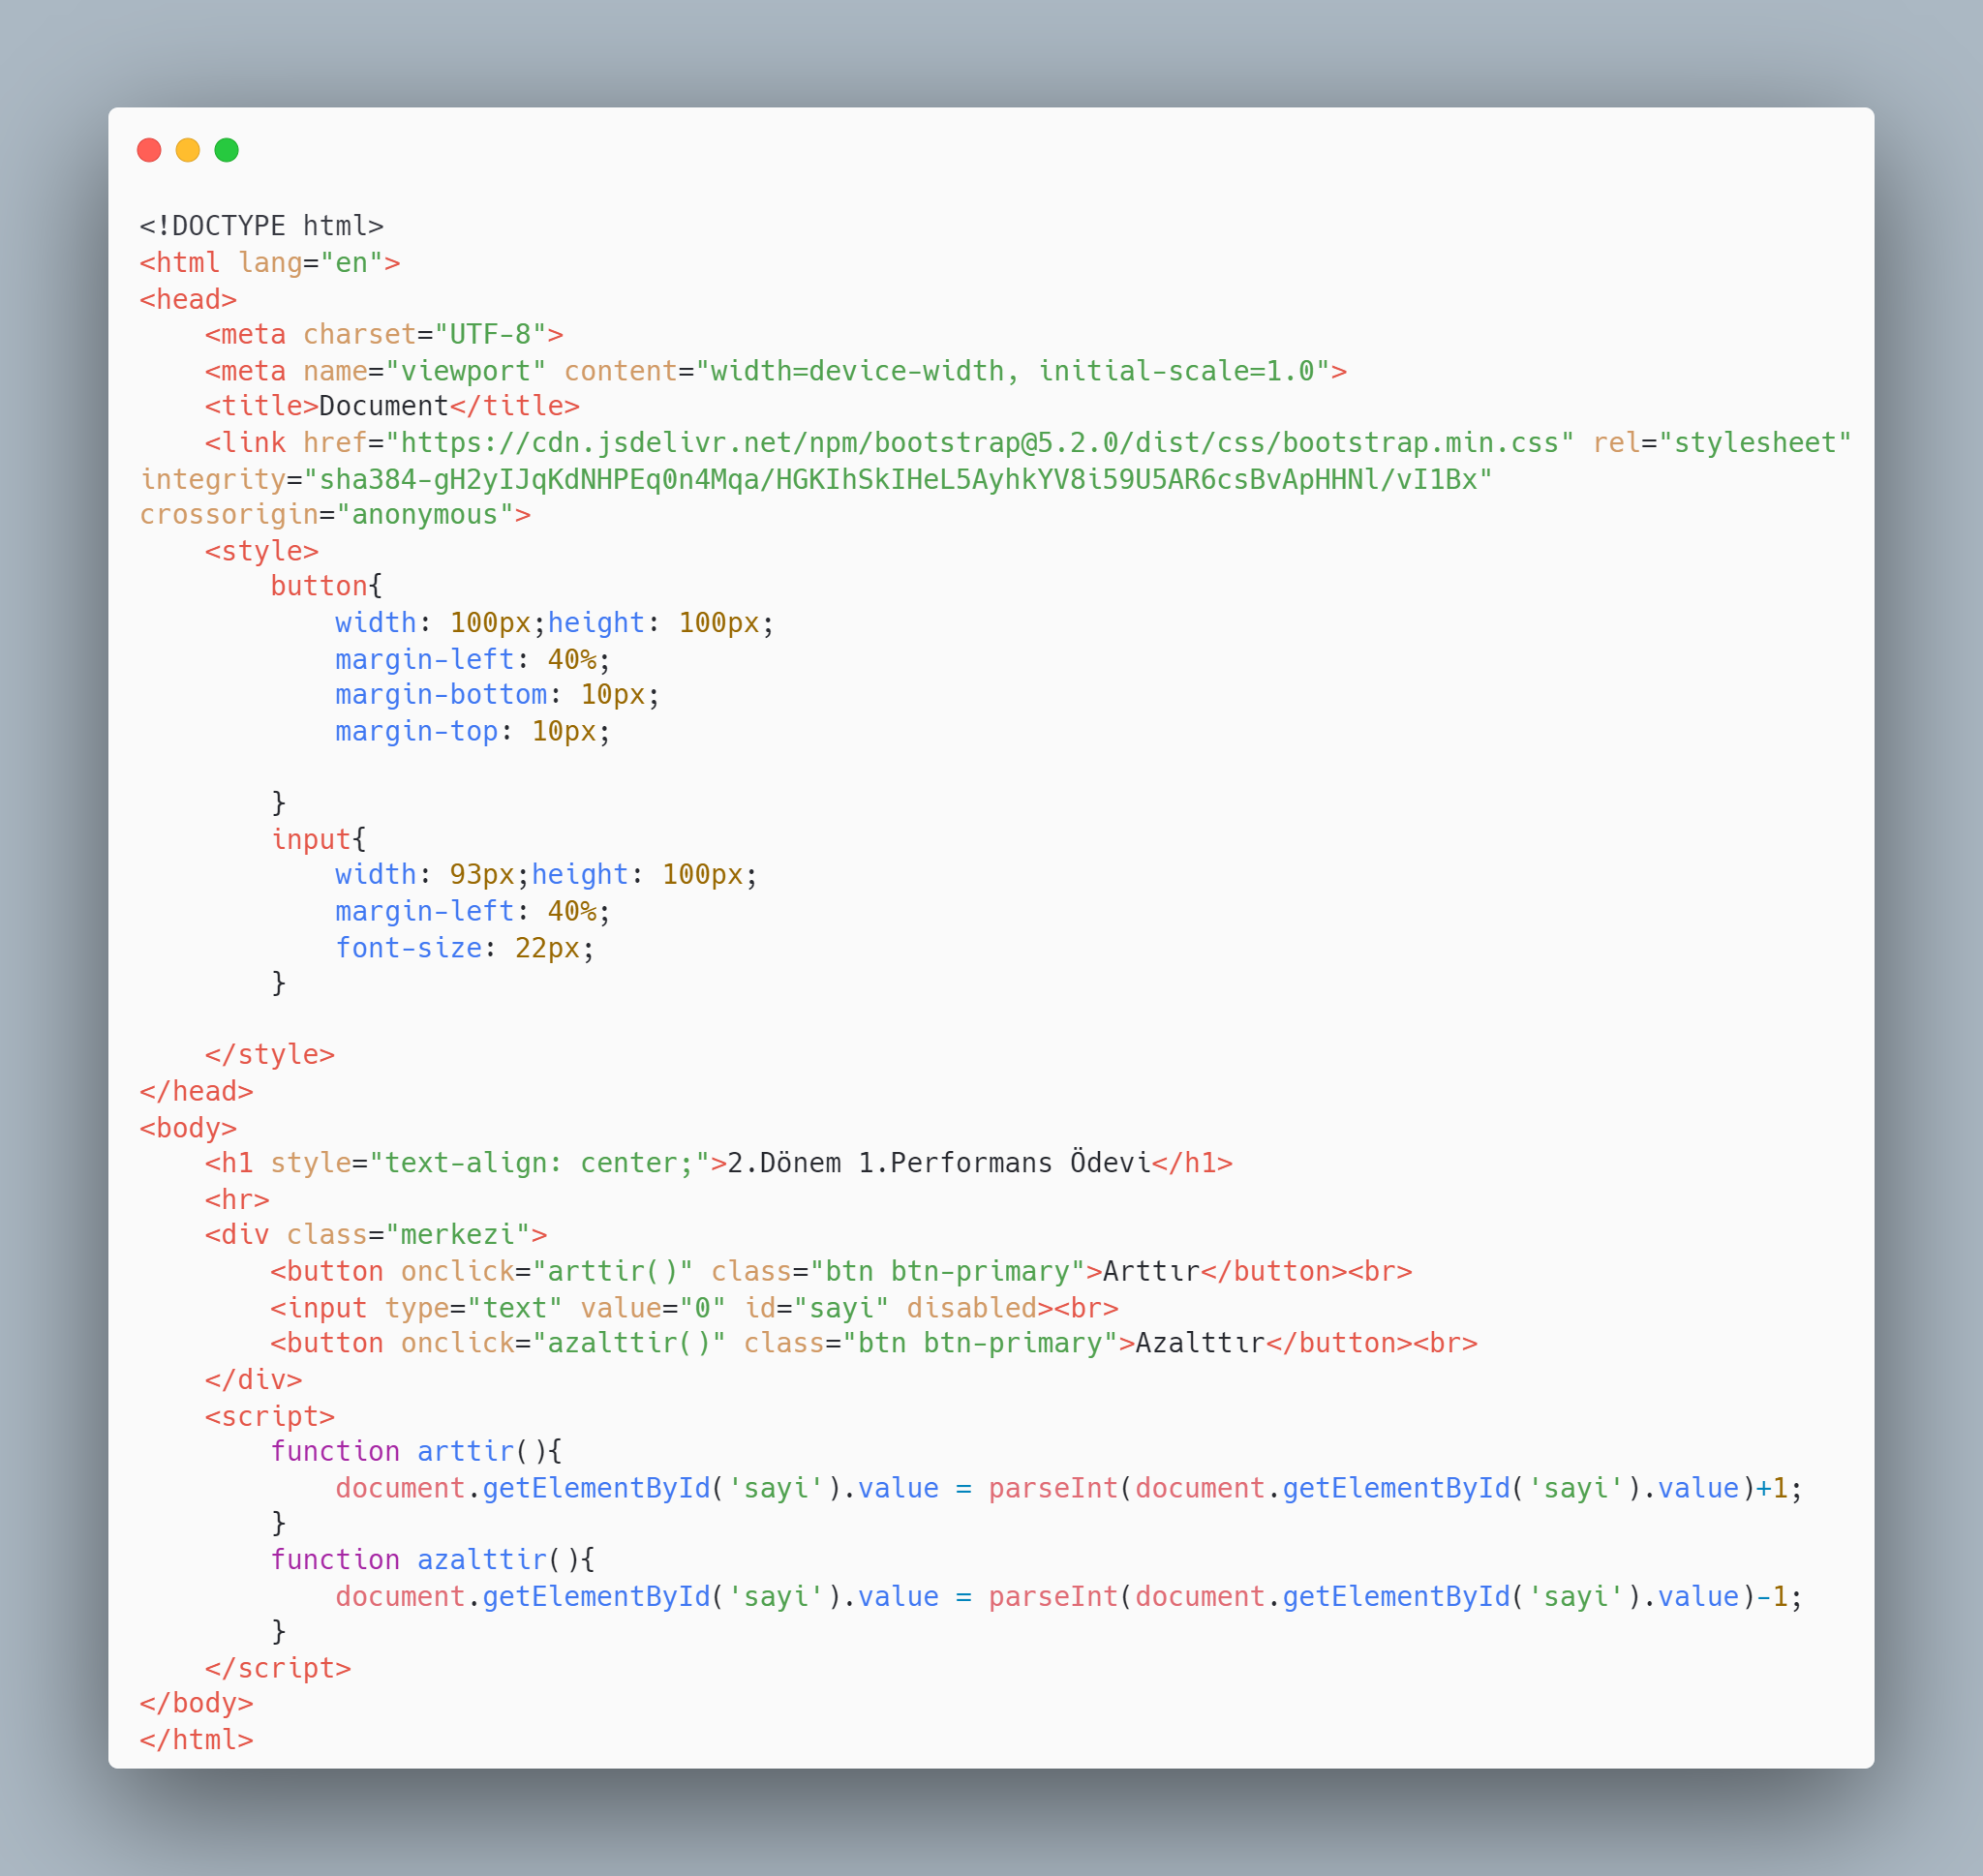 <!DOCTYPE html>
<html lang="en">
<head>
    <meta charset="UTF-8">
    <meta name="viewport" content="width=device-width, initial-scale=1.0">
    <title>Document</title>
    <link href="https://cdn.jsdelivr.net/npm/bootstrap@5.2.0/dist/css/bootstrap.min.css" rel="stylesheet"
integrity="sha384-gH2yIJqKdNHPEq0n4Mqa/HGKIhSkIHeL5AyhkYV8i59U5AR6csBvApHHNl/vI1Bx"
crossorigin="anonymous">
    <style>
        button{
            width: 100px;height: 100px;
            margin-left: 40%;
            margin-bottom: 10px;
            margin-top: 10px;
        }
        input{
            width: 93px;height: 100px;
            margin-left: 40%;
            font-size: 22px;
        }
    </style>
</head>
<body>
    <h1 style="text-align: center;">2.Dönem 1.Performans Ödevi</h1>
    <hr>
    <div class="merkezi">
        <button onclick="arttir()" class="btn btn-primary">Arttır</button><br>
        <input type="text" value="0" id="sayi" disabled><br>
        <button onclick="azalttir()" class="btn btn-primary">Azalttır</button><br>
    </div>
    <script>
        function arttir(){
            document.getElementById('sayi').value = parseInt(document.getElementById('sayi').value)+1;
        }
        function azalttir(){
            document.getElementById('sayi').value = parseInt(document.getElementById('sayi').value)-1;
        }
    </script>
</body>
</html>